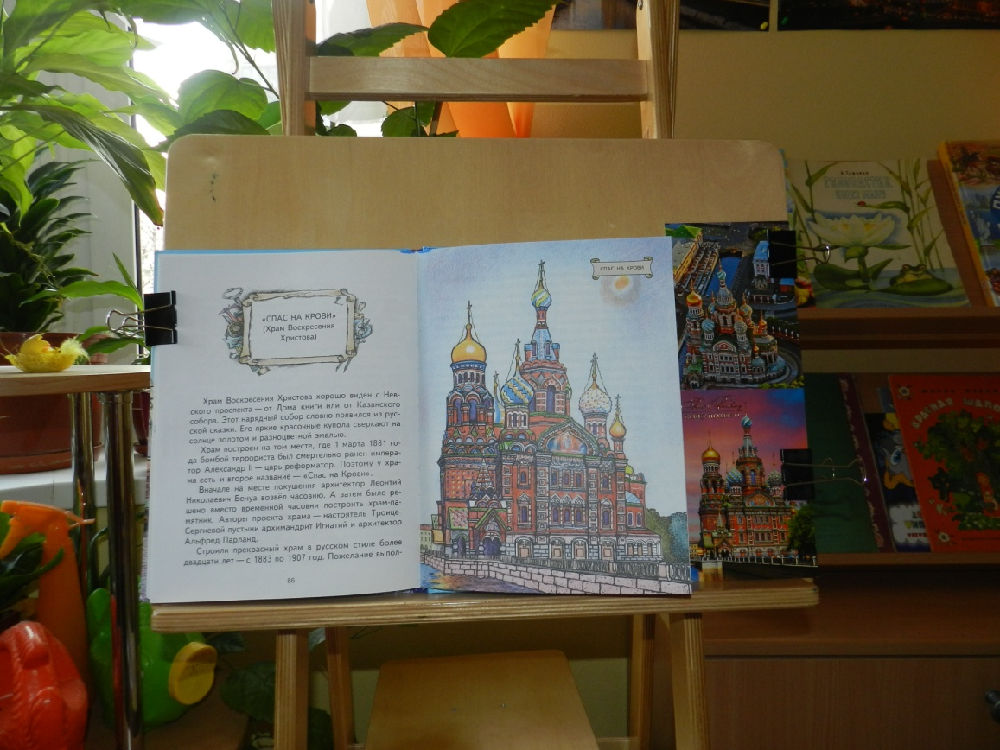 «СПАС НА КРОВИ»
(Храм Воскресения
Христова)
Храм Воскресения Христова хорошо виден с Нев-
ского проспекта — от Дома книги или от Казанского
собора. Этот нарядный собор словно появился из рус-
ской сказки. Его яркие красочные купола сверкают на
солнце золотом и разноцветной эмалью.
Храм построен на том месте, где 1 марта 1881 го-
да бомбой террориста был смертельно ранен импера-
тор Александр II — царь-реформатор. Поэтому у хра-
ма есть и второе название — «Спас на Крови».
Вначале на месте покушения архитектор Леонтий
Николаевич Бенуа возвёл часовню. А затем было ре-
шено вместо временной часовни построить храм-па-
мятник. Авторы проекта храма — настоятель Троице-
Сергиевой пустыни архимандрит Игнатий и архитектор
Альфред Парланд.
Строили прекрасный храм в русском стиле более
двадцати лет — с 1883 по 1907 год. Пожелание выпол-
86
СПАС НА КРОВИ
КРАСНАЯ ШАПО